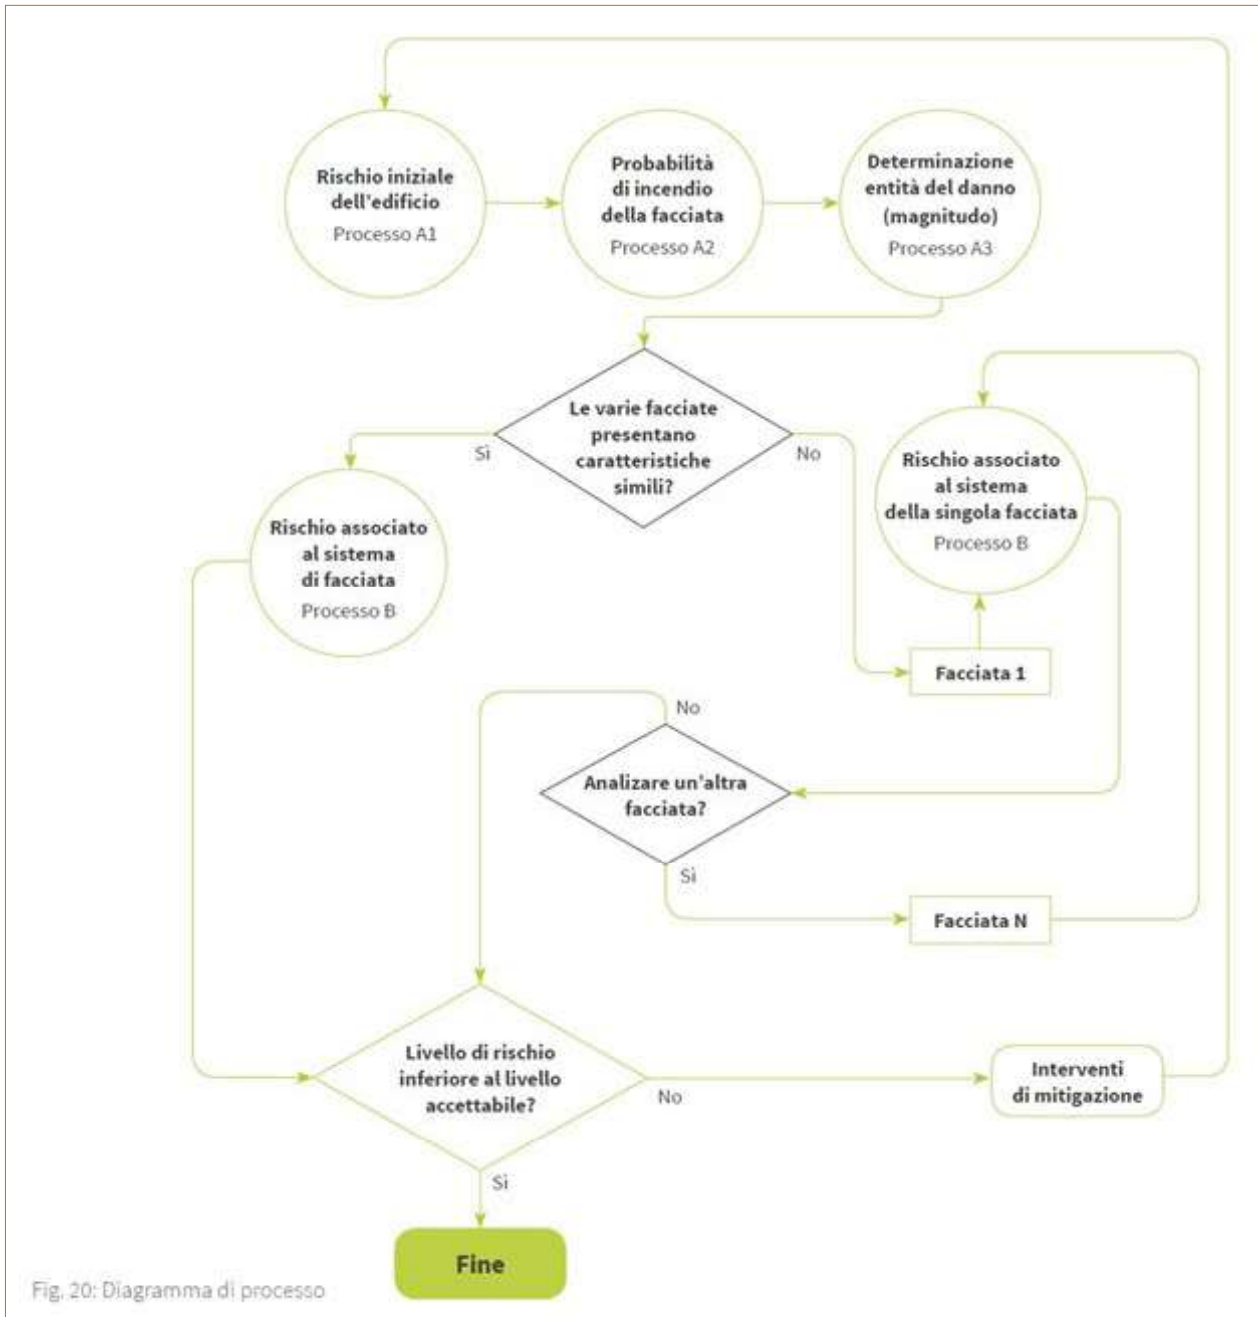 Rischio iniziale
dell'edificio
Processo A1
Probabilità
di incendio
della facciata
Processo A2
Determinazione
entità del danno
(magnitudo)
Processo A3
Le varie facciate
presentano
caratteristiche
simili?
Sì
No
Rischio associato
al sistema
di facciata
Processo B
Rischio associato
al sistema
della singola facciata
Processo B
Facciata 1
No
Analizare un'altra
facciata?
Sì
Facciata N
Livello di rischio
inferiore al livello
accettabile?
No
Interventi
di mitigazione
Sì
Fine
Fig. 20: Diagramma di processo